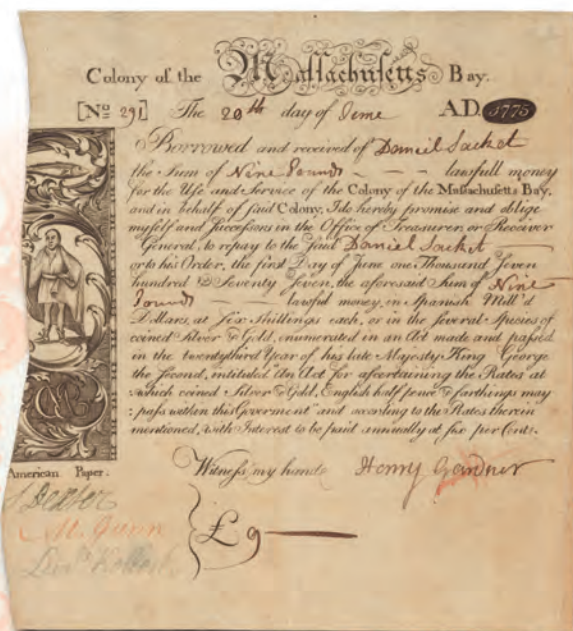 Colony of the Massachusetts Bay.
[No 291] The 20th day of June A.D. 1775
Borrowed and received of Daniel Sacket
the Sum of Nine Pounds — — — lawfull money
for the Use and Service of the Colony of the Massachusetts Bay,
and in behalf of said Colony, I do hereby promise and oblige
myself and Successors in the Office of Treasurer, or Receiver
General, to repay to the said Daniel Sacket —
or to his Order, the first Day of June one Thousand Seven
hundred & Seventy Seven, the aforesaid Sum of Nine
Pounds — lawful money, in Spanish Mill'd
Dollars, at Six Shillings each, or in the several Species of
coined Silver & Gold, enumerated in an Act made and passed
in the twenty third Year of his late Majesty King George
the Second, intituled "An Act for ascertaining the Rates at
which coined Silver & Gold, English half pence & farthings may
pass within this Goverment" and according to the Rates therein
mentioned, with Interest to be paid annually at six per Cent.
American Paper.
Witness my hand Henry Gardner
S Dexter
M. Gunn
£ 9 —